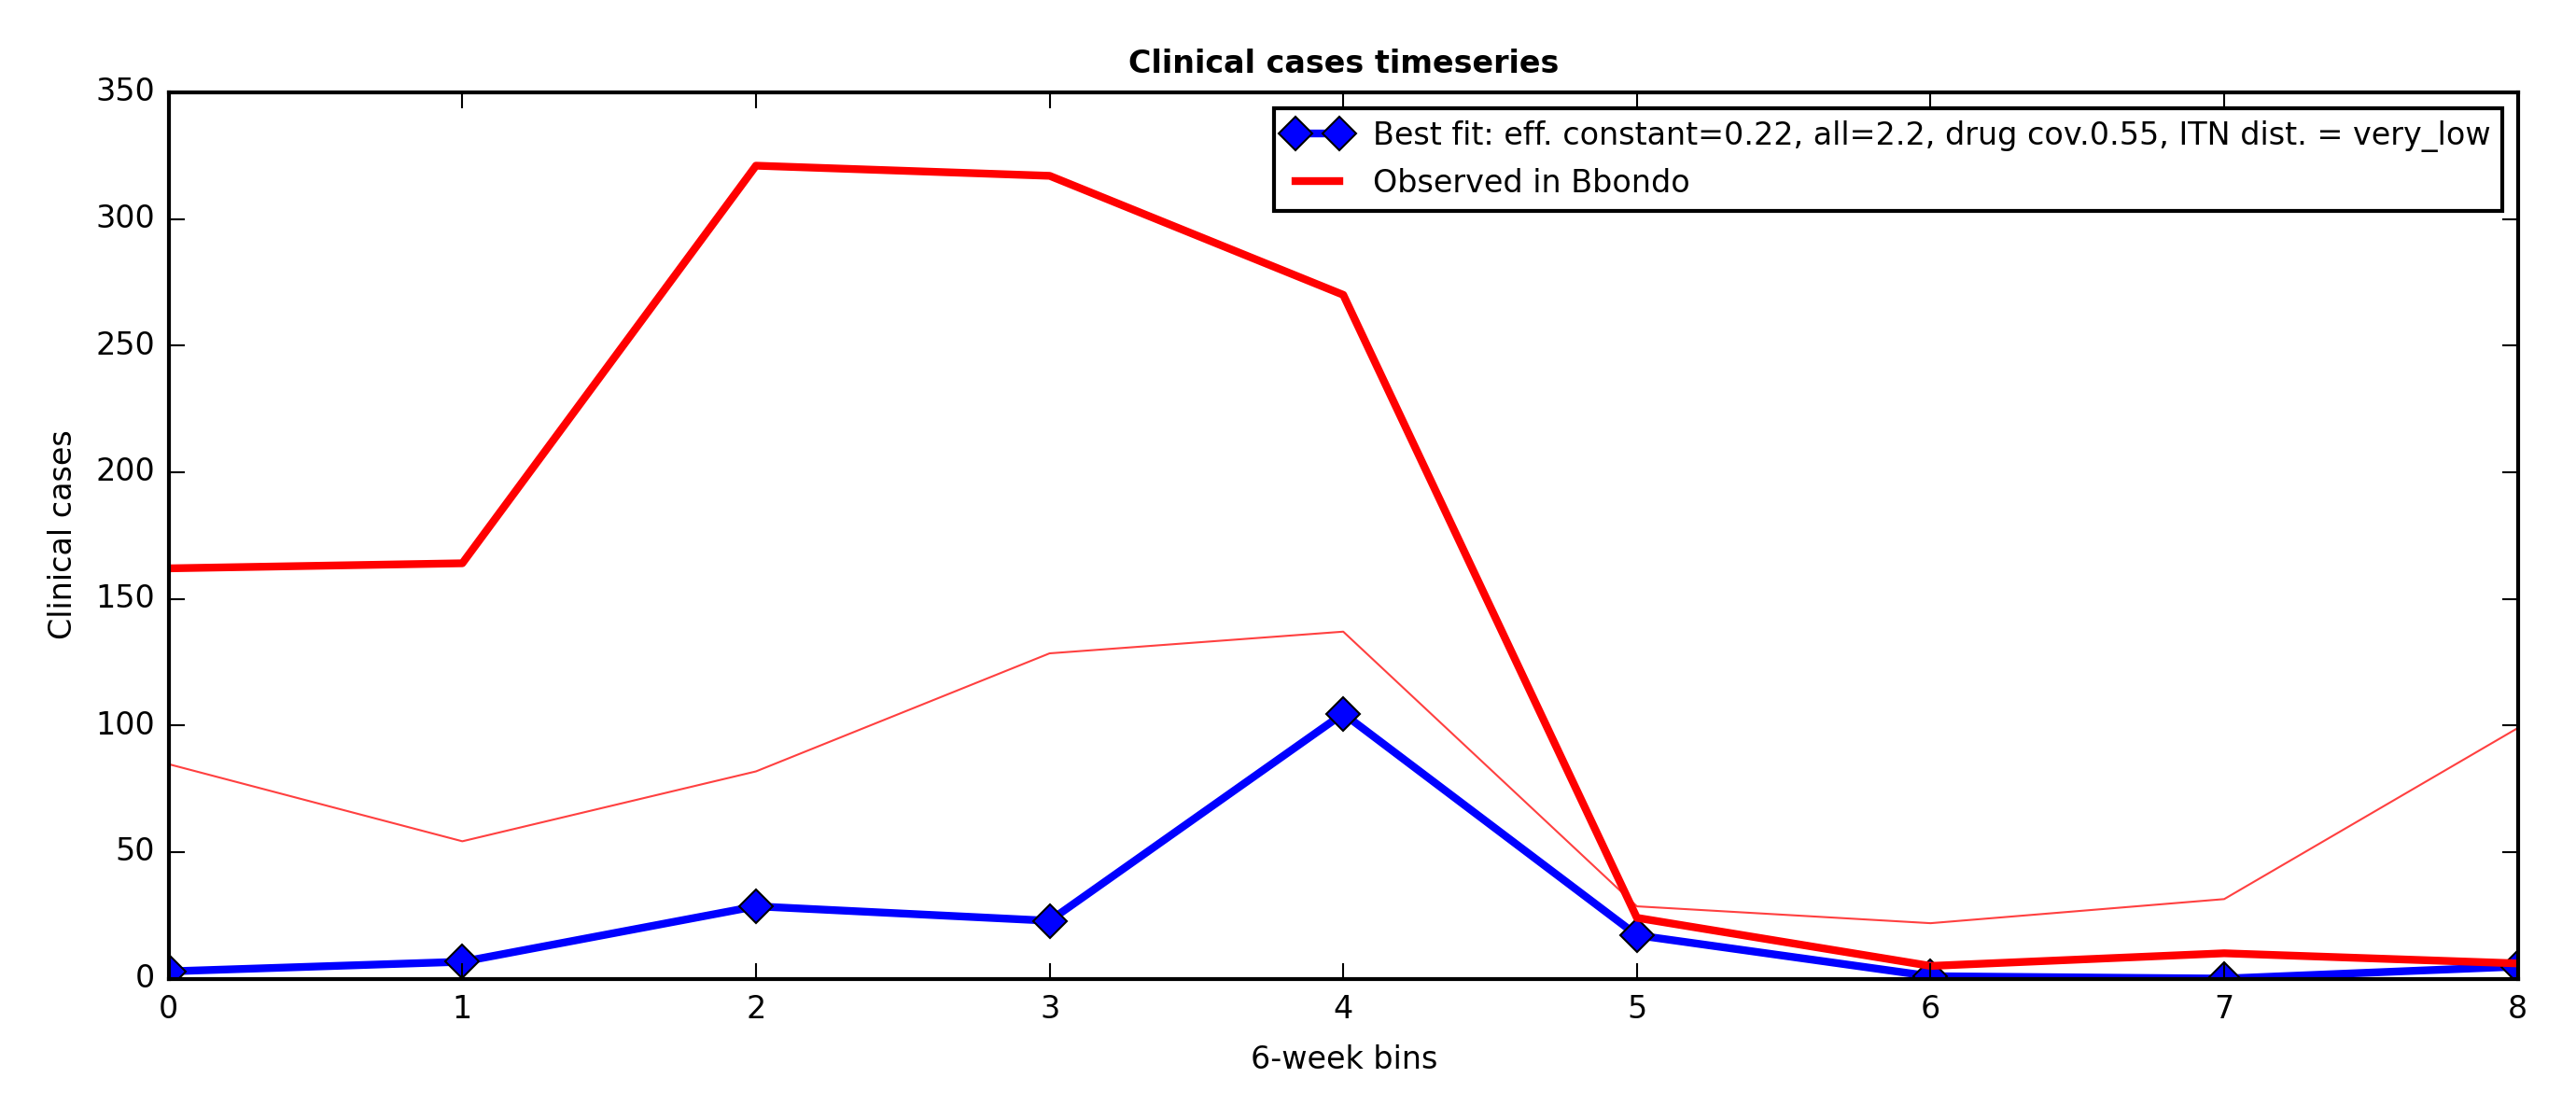 Clinical cases timeseries
350
300
250
200
150
100
50
0
Clinical cases
Best fit: eff. constant=0.22, all=2.2, drug cov.0.55, ITN dist. = very_low
Observed in Bbondo
0 1 2 3 4 5 6 7 8
6-week bins